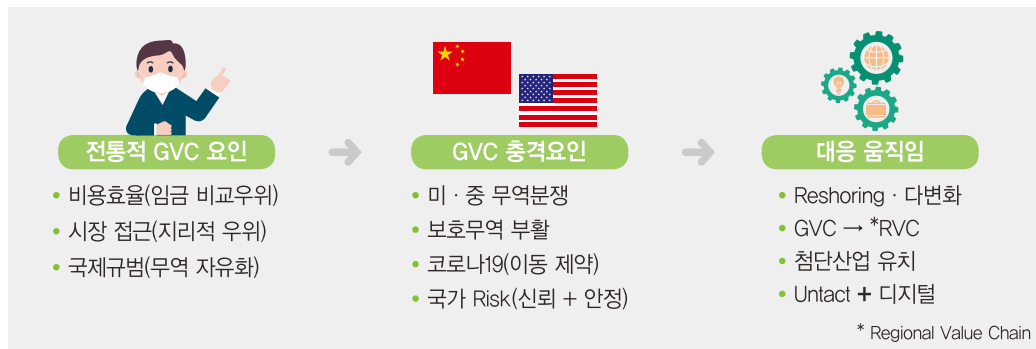 전통적 GVC 요인
• 비용효율(임금 비교우위)
• 시장 접근(지리적 우위)
• 국제규범(무역 자유화)
GVC 충격요인
• 미 · 중 무역분쟁
• 보호무역 부활
• 코로나19(이동 제약)
• 국가 Risk(신뢰 + 안정)
대응 움직임
• Reshoring · 다변화
• GVC → *RVC
• 첨단산업 유치
• Untact + 디지털
* Regional Value Chain